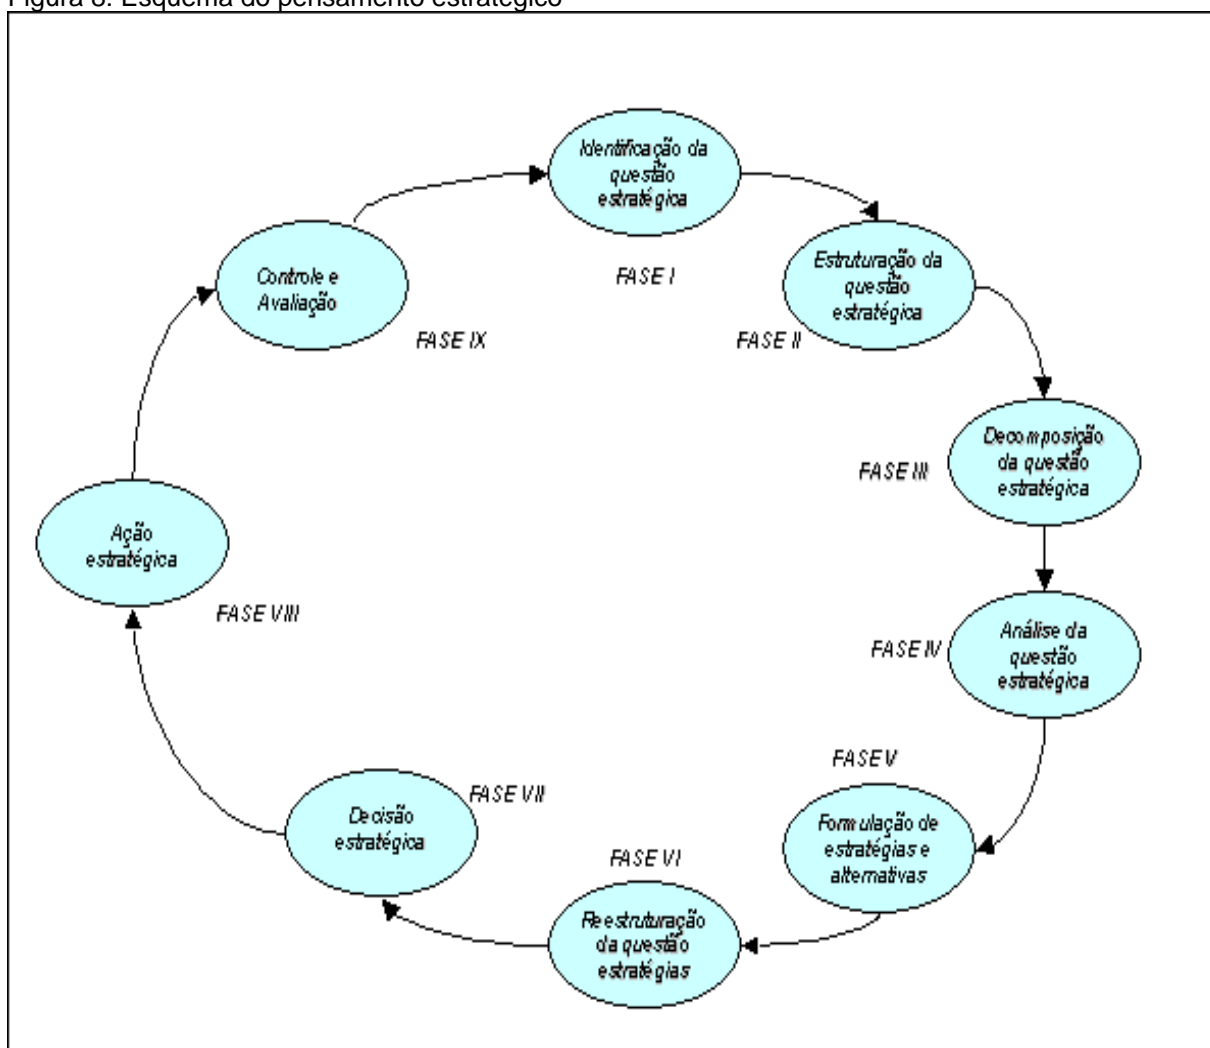 Figura 8: Esquema do pensamento estratégico
Identificação da
questão
estratégica
FASE I
Estruturação da
questão
estratégica
FASE II
Decomposição
da questão
estratégica
FASE III
Análise da
questão
estratégica
FASE IV
FASE V
Formulação de
estratégias e
alternativas
FASE VI
Reestruturação
da questão
estratégias
FASE VII
Decisão
estratégica
Ação
estratégica
FASE VIII
Controle e
Avaliação
FASE IX